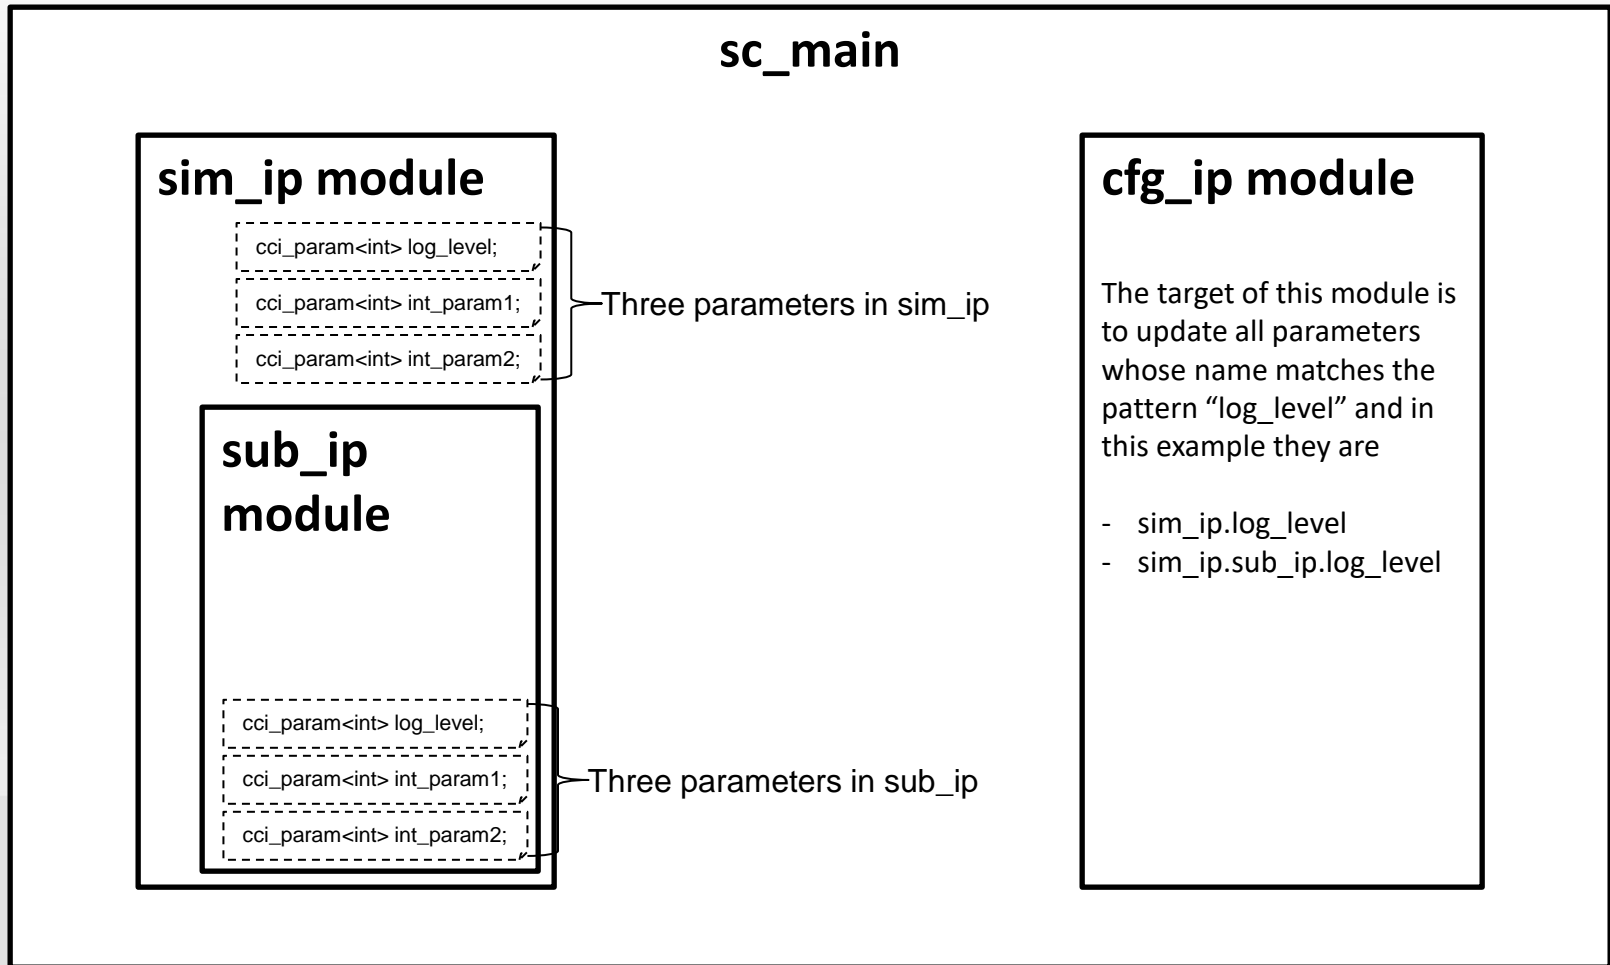 sc_main
sim_ip module
cci_param<int> log_level;
cci_param<int> int_param1;
cci_param<int> int_param2;
Three parameters in sim_ip
sub_ip
module
cci_param<int> log_level;
cci_param<int> int_param1;
cci_param<int> int_param2;
Three parameters in sub_ip
cfg_ip module
The target of this module is
to update all parameters
whose name matches the
pattern “log_level” and in
this example they are
- sim_ip.log_level
- sim_ip.sub_ip.log_level